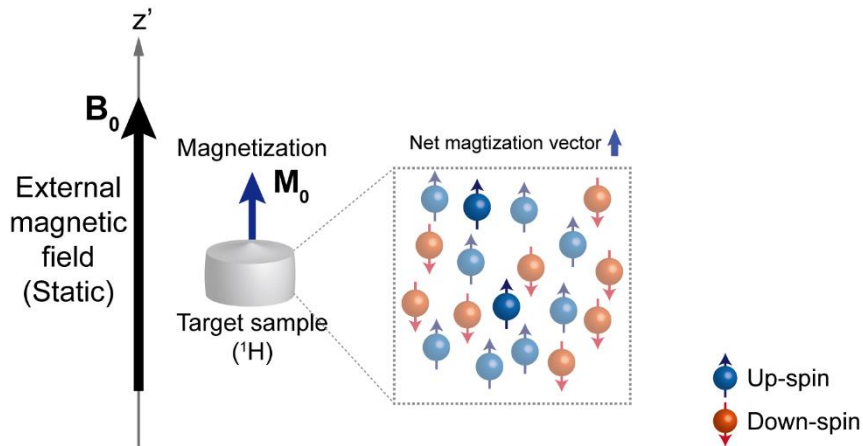 z’
B₀
External
magnetic
field
(Static)
Magnetization
M₀
Target sample
(¹H)
Net magtization vector
Up-spin
Down-spin